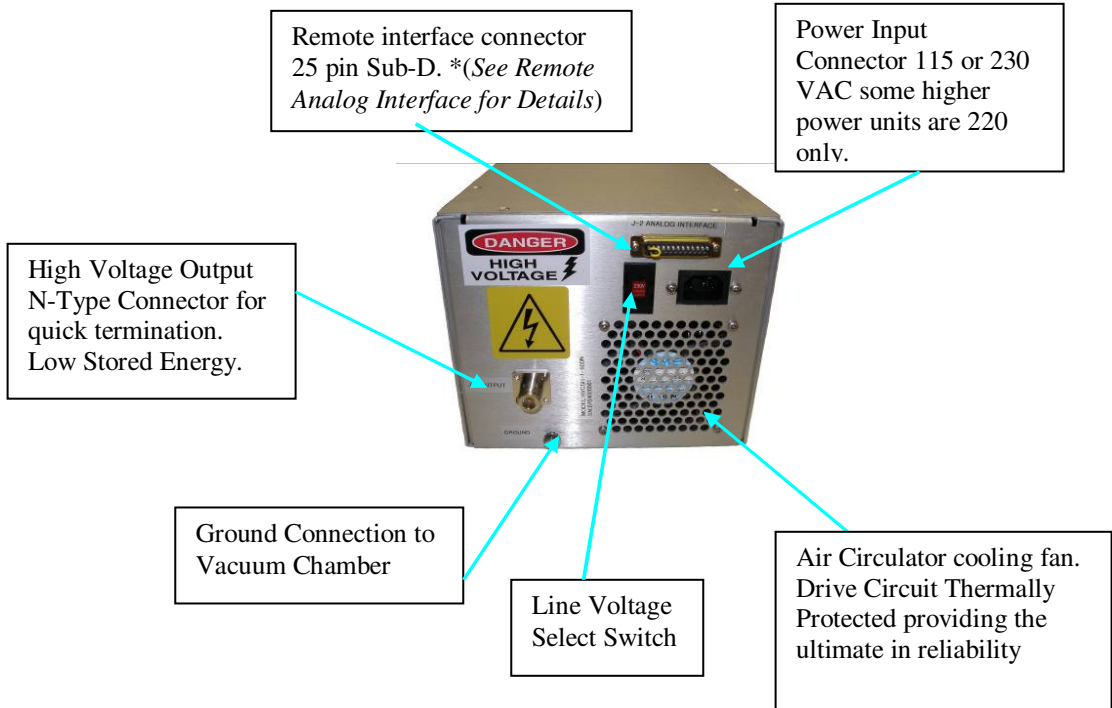 Remote interface connector
25 pin Sub-D. *(See Remote
Analog Interface for Details)
Power Input
Connector 115 or 230
VAC some higher
power units are 220
only.
High Voltage Output
N-Type Connector for
quick termination.
Low Stored Energy.
J-2 ANALOG INTERFACE
DANGER
HIGH
VOLTAGE
230V
GROUND
Ground Connection to
Vacuum Chamber
Line Voltage
Select Switch
Air Circulator cooling fan.
Drive Circuit Thermally
Protected providing the
ultimate in reliability